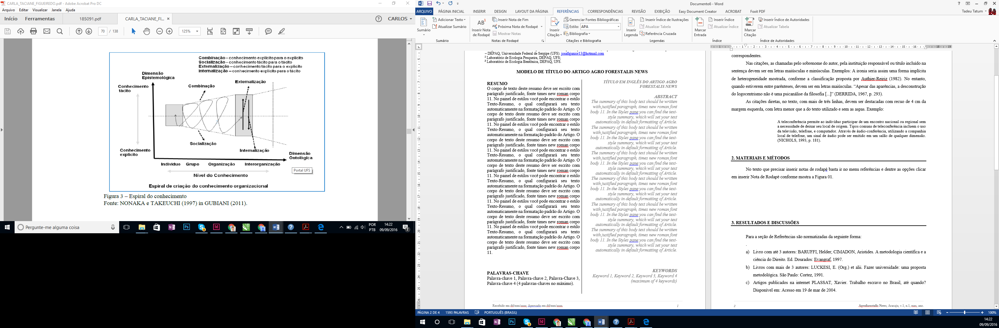 CARLA_TACIANE_FIGUEIREDO.pdf - Adobe Acrobat Pro DC
Arquivo Editar Visualizar Janela Ajuda
Início Ferramentas 185091.pdf CARLA_TACIANE_FI... × CARLOS
70 / 138 125%
Combinação – conhecimento explícito para o explícito
Socialização – conhecimento tácito para o tácito
Externalização – conhecimento tácito para o explícito
Internalização – conhecimento explícito para o tácito
Dimensão
Epistemológica
Conhecimento
tácito
Combinação
Externalização
Socialização
Internalização
Conhecimento
explícito
Dimensão
Ontológica
Indivíduo Grupo Organização Interorganização
Portal UFS
Nível do Conhecimento
Espiral de criação do conhecimento organizacional
Figura 3 – Espiral do conhecimento
Fonte: NONAKA e TAKEUCHI (1997) in GUBIANI (2011).
Pergunte-me alguma coisa
POR
PTB
14:22
09/09/2016
2
Documento6 - Word
ARQUIVO PÁGINA INICIAL INSERIR DESIGN LAYOUT DA PÁGINA REFERÊNCIAS CORRESPONDÊNCIAS REVISÃO EXIBIÇÃO Easy Document Creator ACROBAT Foxit PDF
Tadeu Tatum
Sumário
Adicionar Texto
Atualizar Sumário
Sumário
AB¹
Inserir Nota
de Rodapé
Inserir Nota de Fim
Próxima Nota de Rodapé
Mostrar Notas
Notas de Rodapé
Inserir
Citação
Gerenciar Fontes Bibliográficas
Estilo: APA
Bibliografia
Citações e Bibliografia
Inserir
Legenda
Inserir Índice de Ilustrações
Atualizar Tabela
Referência Cruzada
Legendas
Marcar
Entrada
Inserir Índice
Atualizar Índice
Índice
Marcar
Citação
Inserir Índice de Autoridades
Atualizar Tabela
Índice de Autoridades
– DEPAQ, Universidade Federal de Sergipe (UFS). josafajunior13@hotmail.com
² Laboratório de Ecologia Pesqueira, DEPAQ, UFS;
³ Laboratório de Ecologia Bentônica, DEPAQ, UFS.
MODELO DE TÍTULO DO ARTIGO AGRO FORESTALIS NEWS
RESUMO
O corpo de texto deste resumo deve ser escrito com
parágrafo justificado, fonte times new roman corpo
11. No painel de estilos você pode encontrar o estilo
Texto-Resumo, o qual configurará seu texto
automaticamente na formatação padrão do Artigo. O
corpo de texto deste resumo deve ser escrito com
parágrafo justificado, fonte times new roman corpo
11. No painel de estilos você pode encontrar o estilo
Texto-Resumo, o qual configurará seu texto
automaticamente na formatação padrão do Artigo. O
corpo de texto deste resumo deve ser escrito com
parágrafo justificado, fonte times new roman corpo
11. No painel de estilos você pode encontrar o estilo
Texto-Resumo, o qual configurará seu texto
automaticamente na formatação padrão do Artigo. O
corpo de texto deste resumo deve ser escrito com
parágrafo justificado, fonte times new roman corpo
11. No painel de estilos você pode encontrar o estilo
Texto-Resumo, o qual configurará seu texto
automaticamente na formatação padrão do Artigo. O
corpo de texto deste resumo deve ser escrito com
parágrafo justificado, fonte times new roman corpo
11. No painel de estilos você pode encontrar o estilo
Texto-Resumo, o qual configurará seu texto
automaticamente na formatação padrão do Artigo. O
corpo de texto deste resumo deve ser escrito com
parágrafo justificado, fonte times new roman corpo
11. No painel de estilos você pode encontrar o estilo
Texto-Resumo, o qual configurará seu texto
automaticamente na formatação padrão do Artigo. O
corpo de texto deste resumo deve ser escrito com
parágrafo justificado, fonte times new roman corpo
11.
PALAVRAS-CHAVE
Palavra-chave 1, Palavra-chave 2, Palavra-Chave 3,
Palavra-chave 4 (4 palavras-chaves no máximo).
TÍTULO EM INGLÊS DO ARTIGO AGRO
FORESTALIS NEWS
ABSTRACT
The summary of this body text should be written
with justified paragraph, times new roman font
body 11. In the Styles pane you can find the text-
style summary, which will set your text
automatically in default formatting of Article.
The summary of this body text should be written
with justified paragraph, times new roman font
body 11. In the Styles pane you can find the text-
style summary, which will set your text
automatically in default formatting of Article.
The summary of this body text should be written
with justified paragraph, times new roman font
body 11. In the Styles pane you can find the text-
style summary, which will set your text
automatically in default formatting of Article.
The summary of this body text should be written
with justified paragraph, times new roman font
body 11. In the Styles pane you can find the text-
style summary, which will set your text
automatically in default formatting of Article.
The summary of this body text should be written
with justified paragraph, times new roman font
body 11. In the Styles pane you can find the text-
style summary, which will set your text
automatically in default formatting of Article.
The summary of this body text should be written
with justified paragraph, times new roman font
body 11. In the Styles pane you can find the text-
style summary, which will set your text
automatically in default formatting of Article.
KEYWORDS
Keyword 1, Keyword 2, Keyword 3, Keyword 4
(maximum of 4 keywords)
Recebido em dd/mm/aaaa; Aprovado em dd/mm/aaaa. 1
correspondentes.
Nas citações, as chamadas pelo sobrenome do autor, pela instituição responsável ou título incluído na
sentença devem ser em letras maiúsculas e minúsculas. Exemplos: A ironia seria assim uma forma implícita
de heterogeneidade mostrada, conforme a classificação proposta por Authier-Reiriz (1982). No entanto,
quando estiverem entre parênteses, devem ser em letras maiúsculas. “Apesar das aparências, a desconstrução
do logocentrismo não é uma psicanálise da filosofia [...]” (DERRIDA, 1967, p. 293).
As citações diretas, no texto, com mais de três linhas, devem ser destacadas com recuo de 4 cm da
margem esquerda, com letra menor que a do texto utilizado e sem as aspas. Exemplo:
A teleconferência permite ao indivíduo participar de um encontro nacional ou regional sem
a necessidade de deixar seu local de origem. Tipos comuns de teleconferência incluem o uso
da televisão, telefone, e computador. Através de áudio-conferência, utilizando a companhia
local de telefone, um sinal de áudio pode ser emitido em um salão de qualquer dimensão.
(NICHOLS, 1993, p. 181).
2. MATERIAIS E MÉTODOS
No texto que precisar inserir notas de rodapé basta ir no menu referências e dentre as opções clicar
em inserir Nota de Rodapé conforme mostra a Figura 01.
3. RESULTADOS E DISCUSSÕES
Para a seção de Referências são normatizadas da seguinte forma:
.
a) Livro com até 3 autores: BARUFFI, Helder; CIMADON, Aristides. A metodologia científica e a
ciência do Direito. Ed. Dourados: Evangraf, 1997.
b) Livros com mais de 3 autores: LUCKESI, E. (Org.) et alii. Fazer universidade: uma proposta
metodológica. São Paulo: Cortez, 1991.
c) Artigos publicados na internet PLASSAT, Xavier. Trabalho escravo no Brasil, até quando?
Disponível em: Acesso em 19 de mar de 2004.
2 Agroforestalis News, Aracaju, v.1, n.1, mes, ano.
PÁGINA 2 DE 4 1593 PALAVRAS PORTUGUÊS (BRASIL) 100%
14:22
09/09/2016